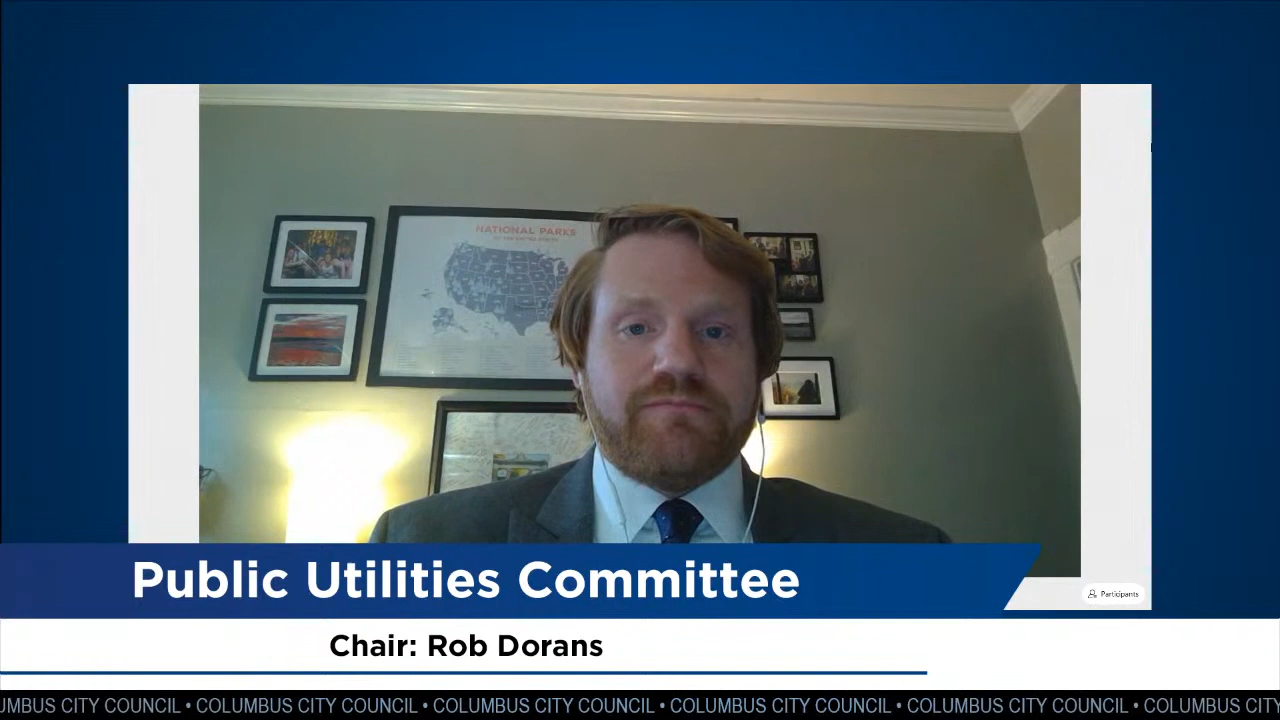 NATIONAL PARKS
Participants
Public Utilities Committee
Chair: Rob Dorans
UMBUS CITY COUNCIL • COLUMBUS CITY COUNCIL • COLUMBUS CITY COUNCIL • COLUMBUS CITY COUNCIL • COLUMBUS CITY COUNCIL • COLUMBUS CITY